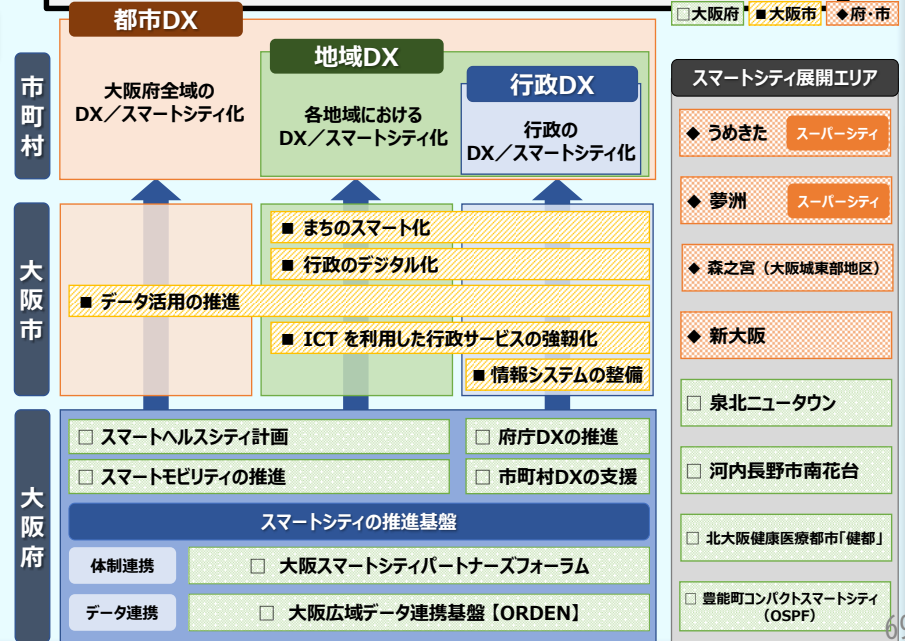 □大阪府 ■大阪市 ◆府・市
都市DX
地域DX
行政DX
市町村
大阪府全域の
DX/スマートシティ化
各地域における
DX/スマートシティ化
行政の
DX/スマートシティ化
大阪市
■ まちのスマート化
■ 行政のデジタル化
■ データ活用の推進
■ ICT を利用した行政サービスの強靭化
■ 情報システムの整備
大阪府
□ スマートヘルスシティ計画
□ 府庁DXの推進
□ スマートモビリティの推進
□ 市町村DXの支援
スマートシティの推進基盤
体制連携
□ 大阪スマートシティパートナーズフォーラム
データ連携
□ 大阪広域データ連携基盤【ORDEN】
スマートシティ展開エリア
◆ うめきた スーパーシティ
◆ 夢洲 スーパーシティ
◆ 森之宮(大阪城東部地区)
◆ 新大阪
□ 泉北ニュータウン
□ 河内長野市南花台
□ 北大阪健康医療都市「健都」
□ 豊能町コンパクトスマートシティ
(OSPF)